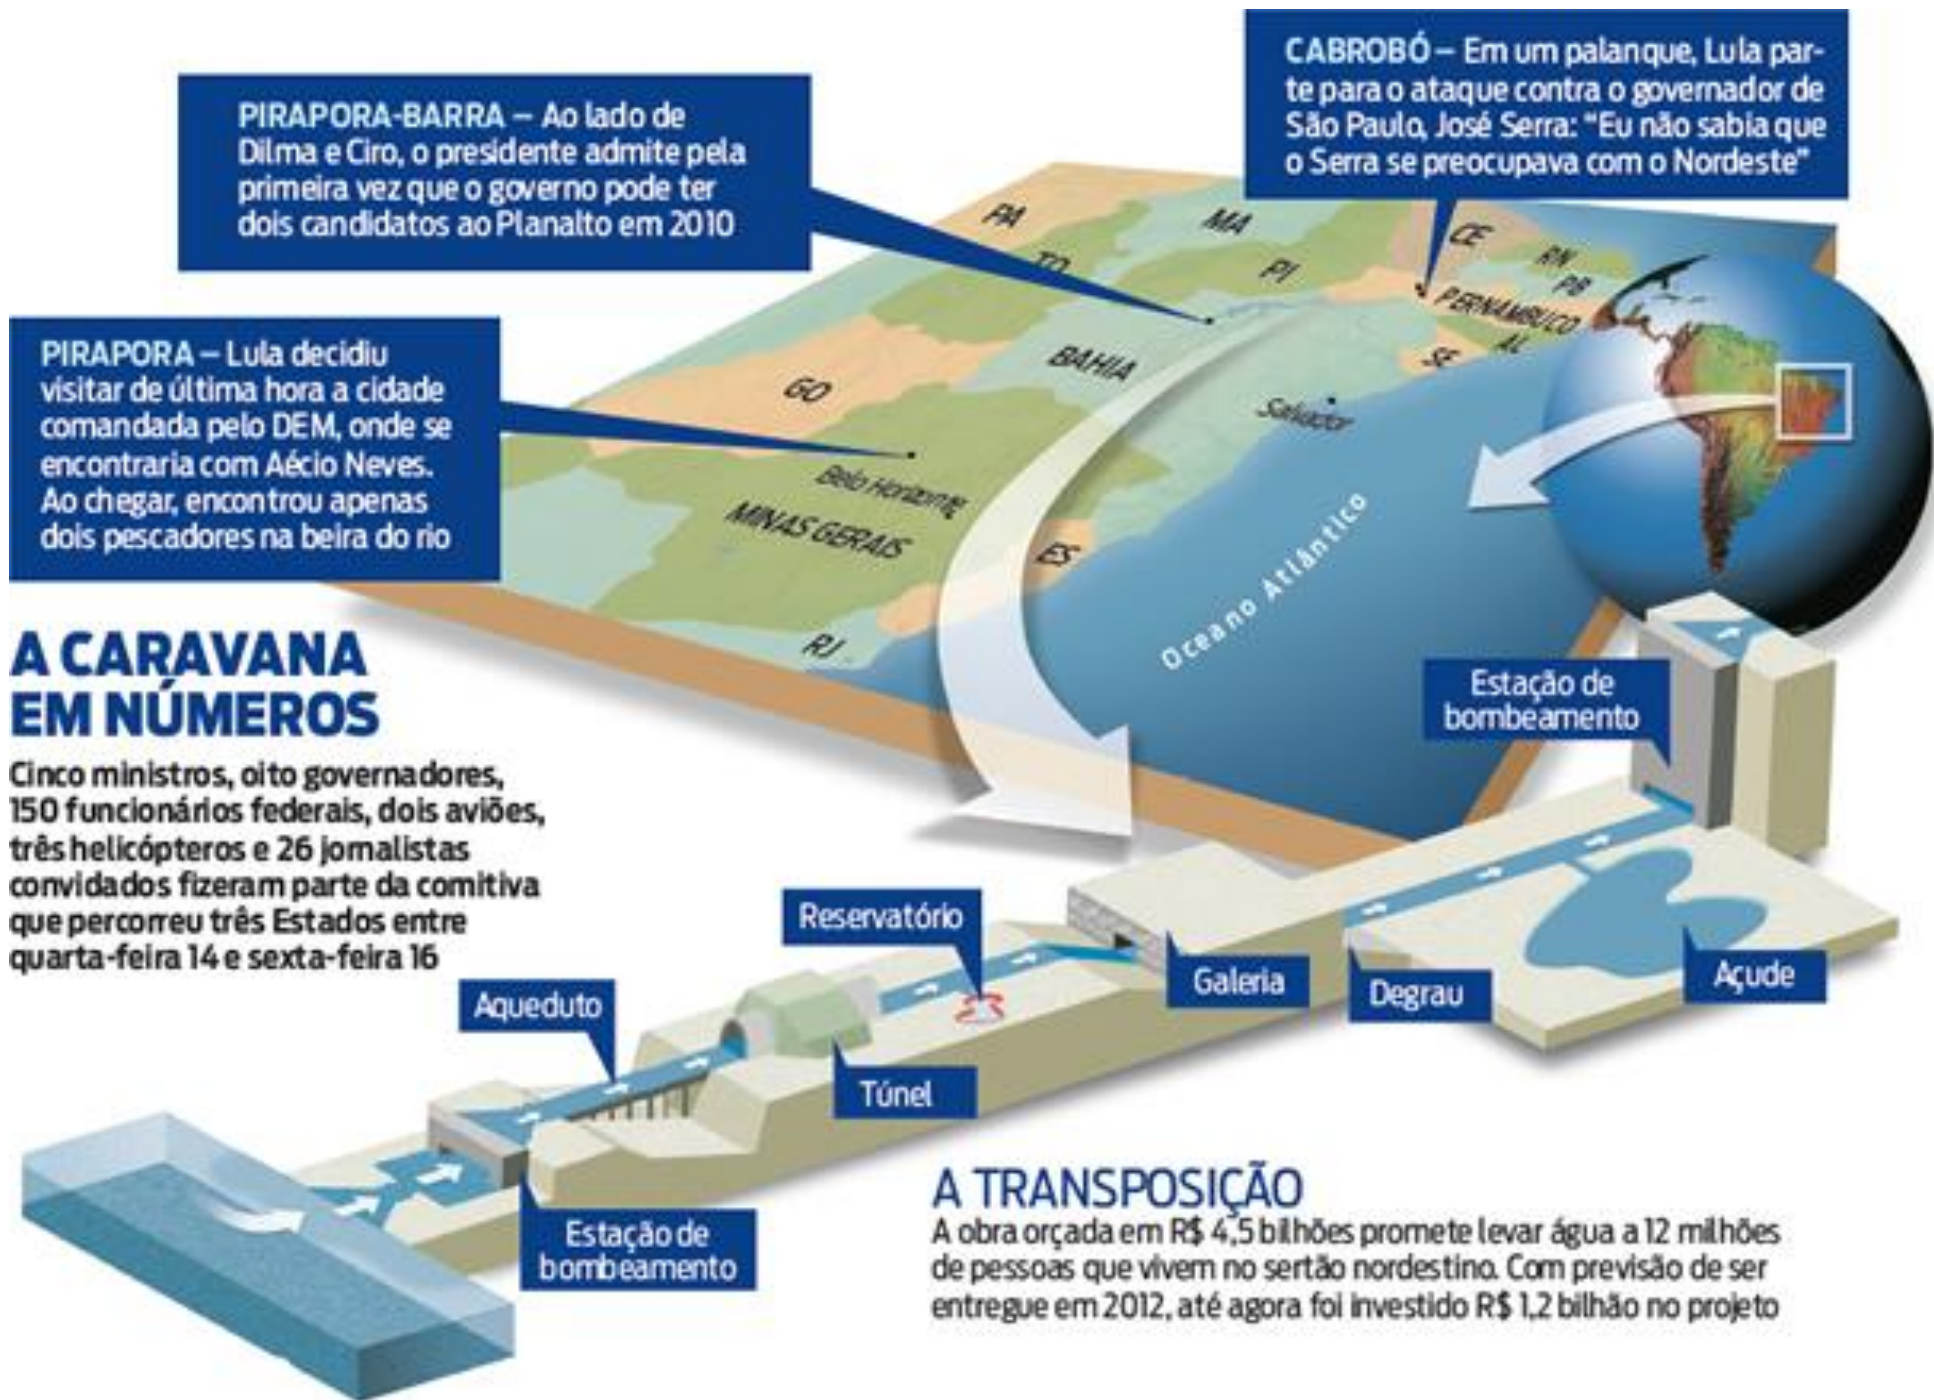 CABROBÓ – Em um palanque, Lula par-
te para o ataque contra o governador de
São Paulo, José Serra: “Eu não sabia que
o Serra se preocupava com o Nordeste”
PIRAPORA-BARRA – Ao lado de
Dilma e Ciro, o presidente admite pela
primeira vez que o governo pode ter
dois candidatos ao Planalto em 2010
PIRAPORA – Lula decidiu
visitar de última hora a cidade
comandada pelo DEM, onde se
encontraria com Aécio Neves.
Ao chegar, encontrou apenas
dois pescadores na beira do rio
PA
MA
CE
RN
TO
PI
PB
PERNAMBUCO
AL
SE
BAHIA
GO
Salvador
Belo Horizonte
MINAS GERAIS
ES
RJ
Oceano Atlântico
A CARAVANA
EM NÚMEROS
Cinco ministros, oito governadores,
150 funcionários federais, dois aviões,
três helicópteros e 26 jornalistas
convidados fizeram parte da comitiva
que percorreu três Estados entre
quarta-feira 14 e sexta-feira 16
Estação de
bombeamento
Reservatório
Galeria
Degrau
Açude
Aqueduto
Túnel
Estação de
bombeamento
A TRANSPOSIÇÃO
A obra orçada em R$ 4,5 bilhões promete levar água a 12 milhões
de pessoas que vivem no sertão nordestino. Com previsão de ser
entregue em 2012, até agora foi investido R$ 1,2 bilhão no projeto